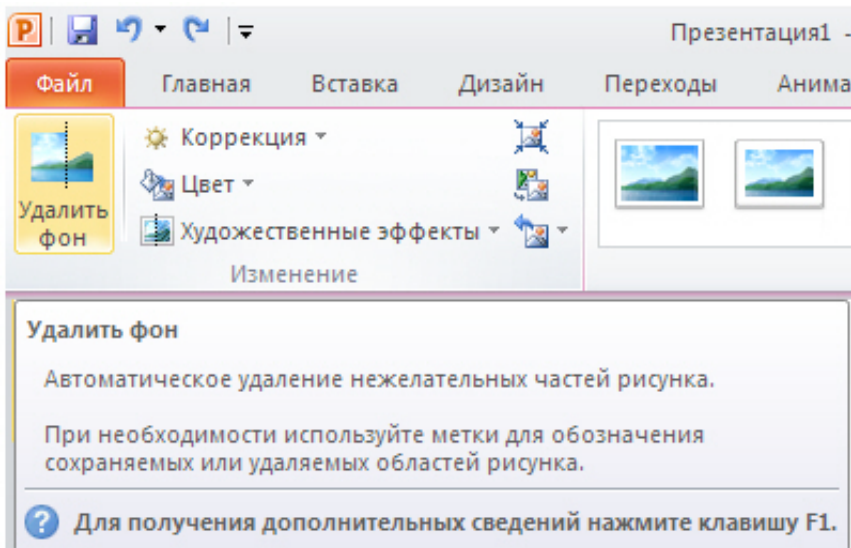 Презентация1 -
Файл Главная Вставка Дизайн Переходы Анима
Удалить фон
Коррекция
Цвет
Художественные эффекты
Изменение
Удалить фон
Автоматическое удаление нежелательных частей рисунка.
При необходимости используйте метки для обозначения
сохраняемых или удаляемых областей рисунка.
Для получения дополнительных сведений нажмите клавишу F1.